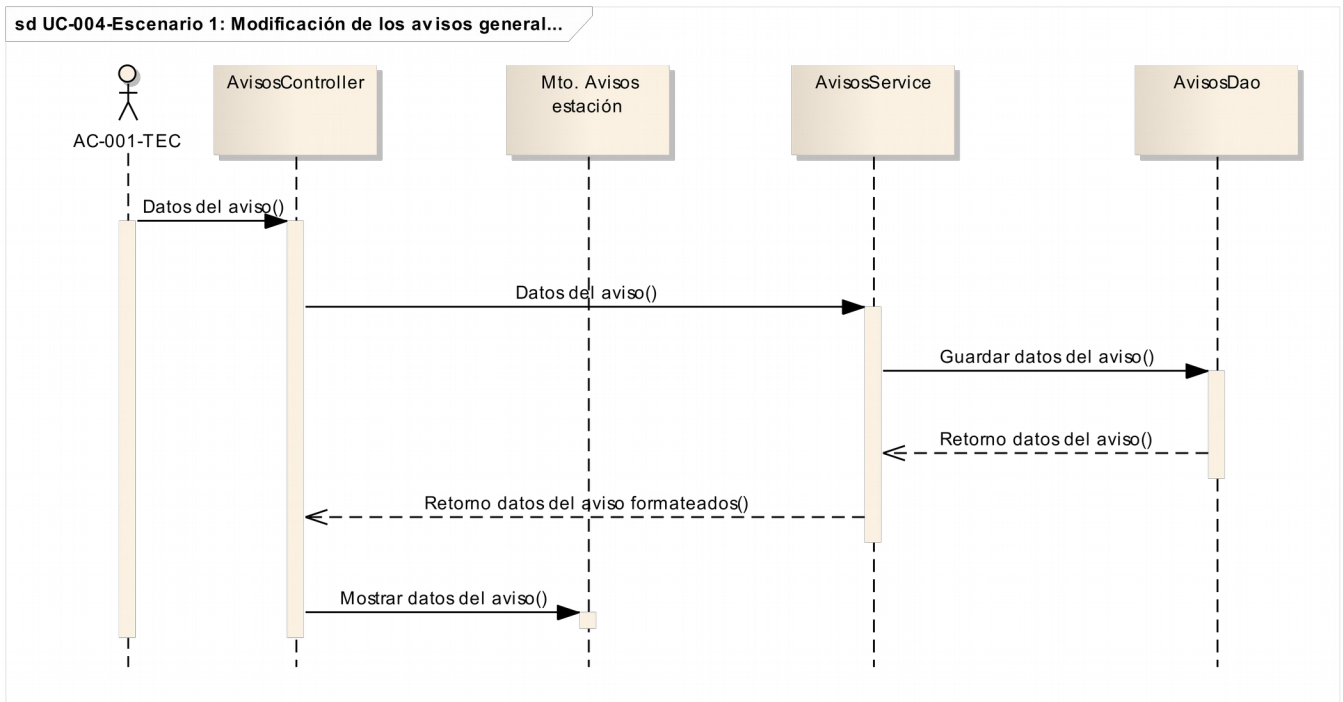 sd UC-004-Escenario 1: Modificación de los avisos general...
AC-001-TEC
AvisosController
Mto. Avisos
estación
AvisosService
AvisosDao
Datos del aviso()
Datos del aviso()
Guardar datos del aviso()
Retorno datos del aviso()
Retorno datos del aviso formateados()
Mostrar datos del aviso()